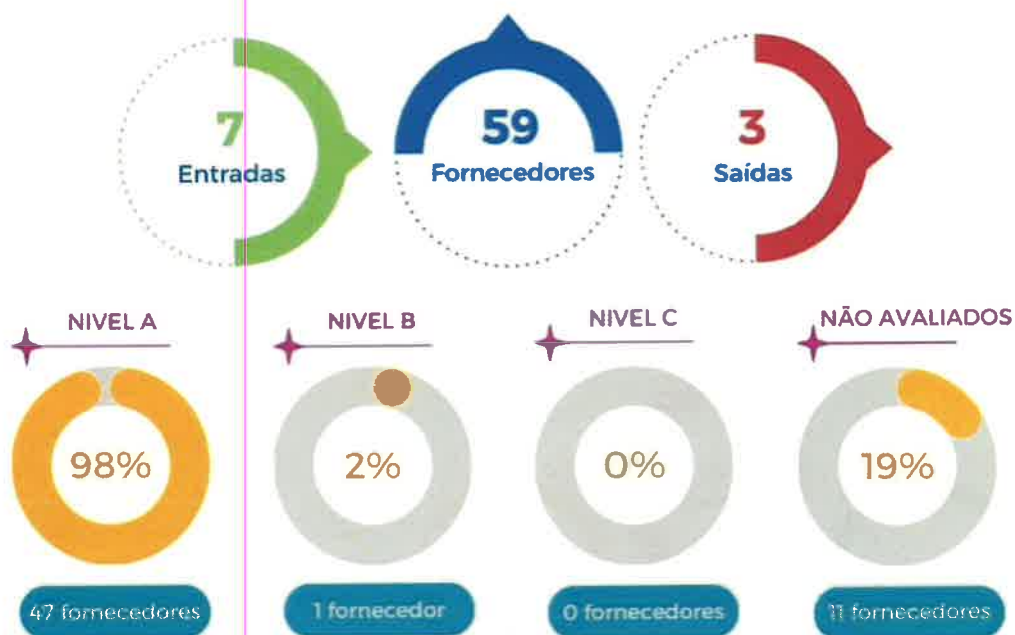 7
Entradas
59
Fornecedores
3
Saídas
NIVEL A
NIVEL B
NIVEL C
NÃO AVALIADOS
98%
2%
0%
19%
47 fornecedores
1 fornecedor
0 fornecedores
11 fornecedores